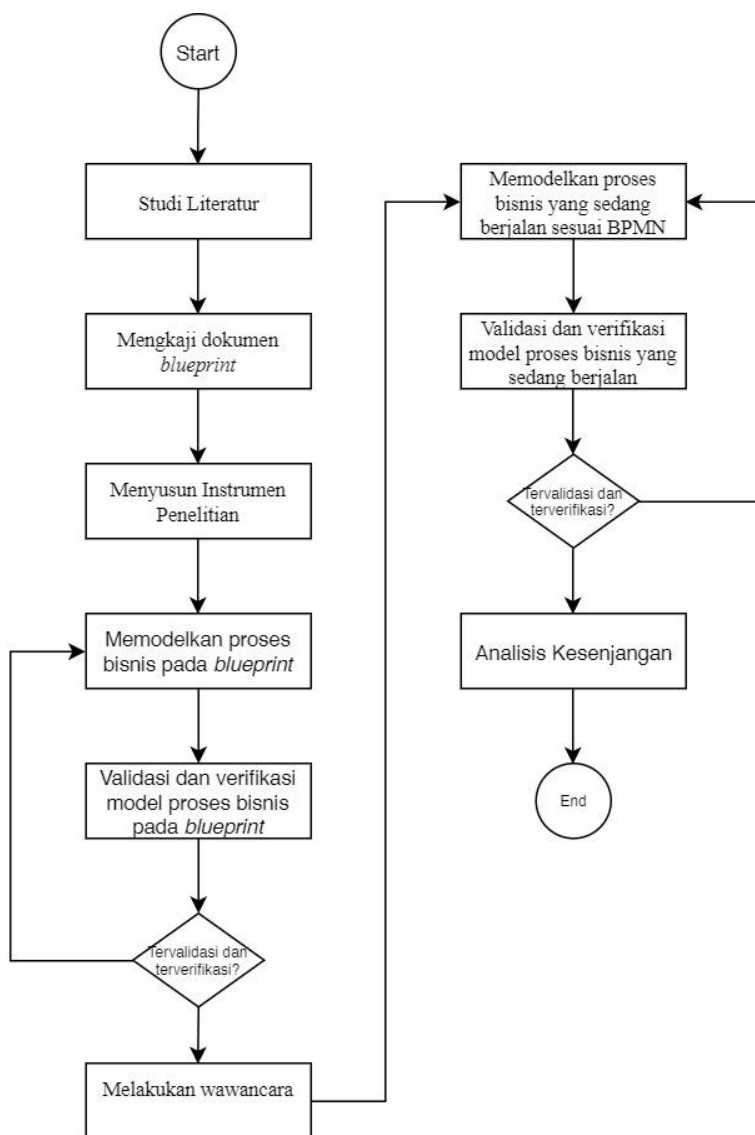 Start
Studi Literatur
Mengkaji dokumen
blueprint
Menyusun Instrumen
Penelitian
Memodelkan proses
bisnis pada blueprint
Validasi dan verifikasi
model proses bisnis
pada blueprint
Tervalidasi dan
terverifikasi?
Melakukan wawancara
Memodelkan proses
bisnis yang sedang
berjalan sesuai BPMN
Validasi dan verifikasi
model proses bisnis yang
sedang berjalan
Tervalidasi dan
terverifikasi?
Analisis Kesenjangan
End